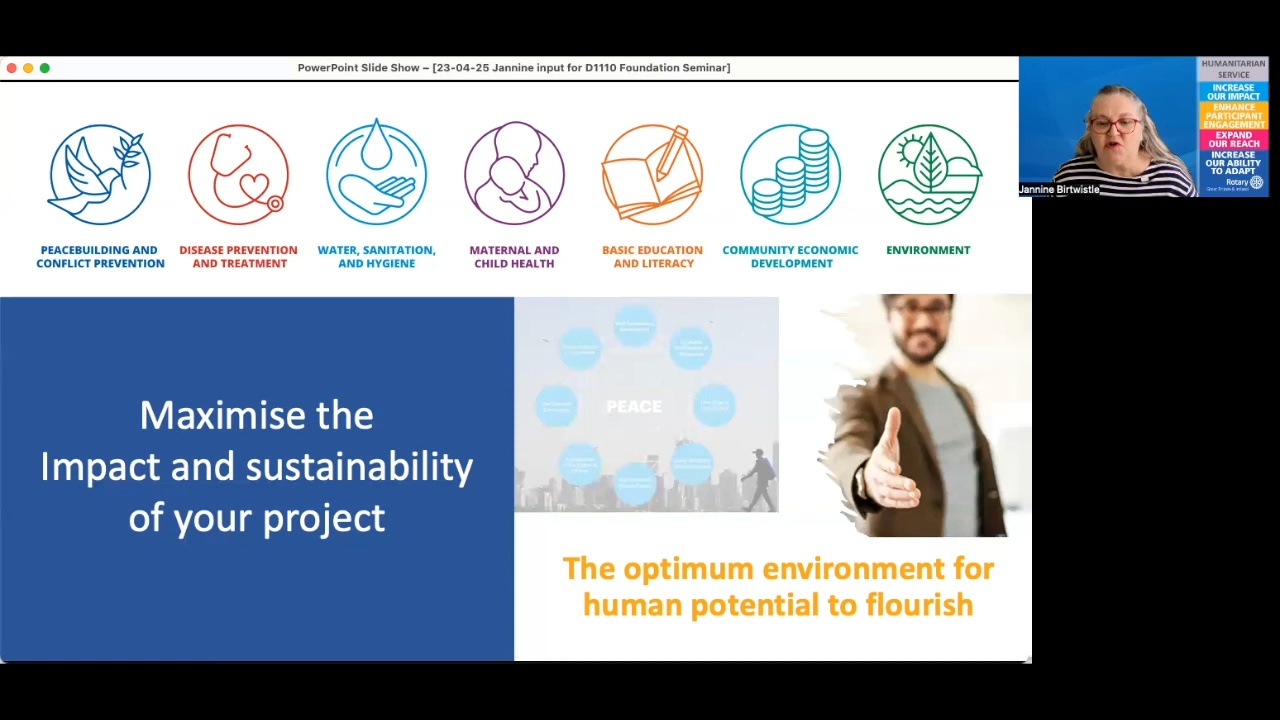 PowerPoint Slide Show – [23-04-25 Jannine input for D1110 Foundation Seminar]
HUMANITARIAN
SERVICE
INCREASE
OUR IMPACT
ENHANCE
PARTICIPANT
ENGAGEMENT
EXPAND
OUR REACH
INCREASE
OUR ABILITY
TO ADAPT
Rotary
Jannine Birtwistle
PEACEBUILDING AND
CONFLICT PREVENTION
DISEASE PREVENTION
AND TREATMENT
WATER, SANITATION,
AND HYGIENE
MATERNAL AND
CHILD HEALTH
BASIC EDUCATION
AND LITERACY
COMMUNITY ECONOMIC
DEVELOPMENT
ENVIRONMENT
Maximise the
Impact and sustainability
of your project
PEACE
The optimum environment for
human potential to flourish